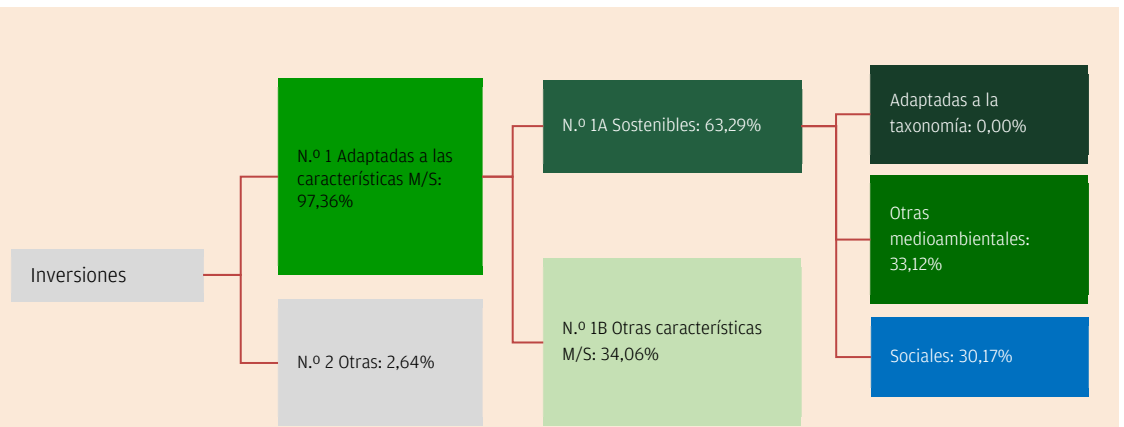 Inversiones
N.º 1 Adaptadas a las
características M/S:
97,36%
N.º 2 Otras: 2,64%
N.º 1A Sostenibles: 63,29%
N.º 1B Otras características
M/S: 34,06%
Adaptadas a la
taxonomía: 0,00%
Otras
medioambientales:
33,12%
Sociales: 30,17%